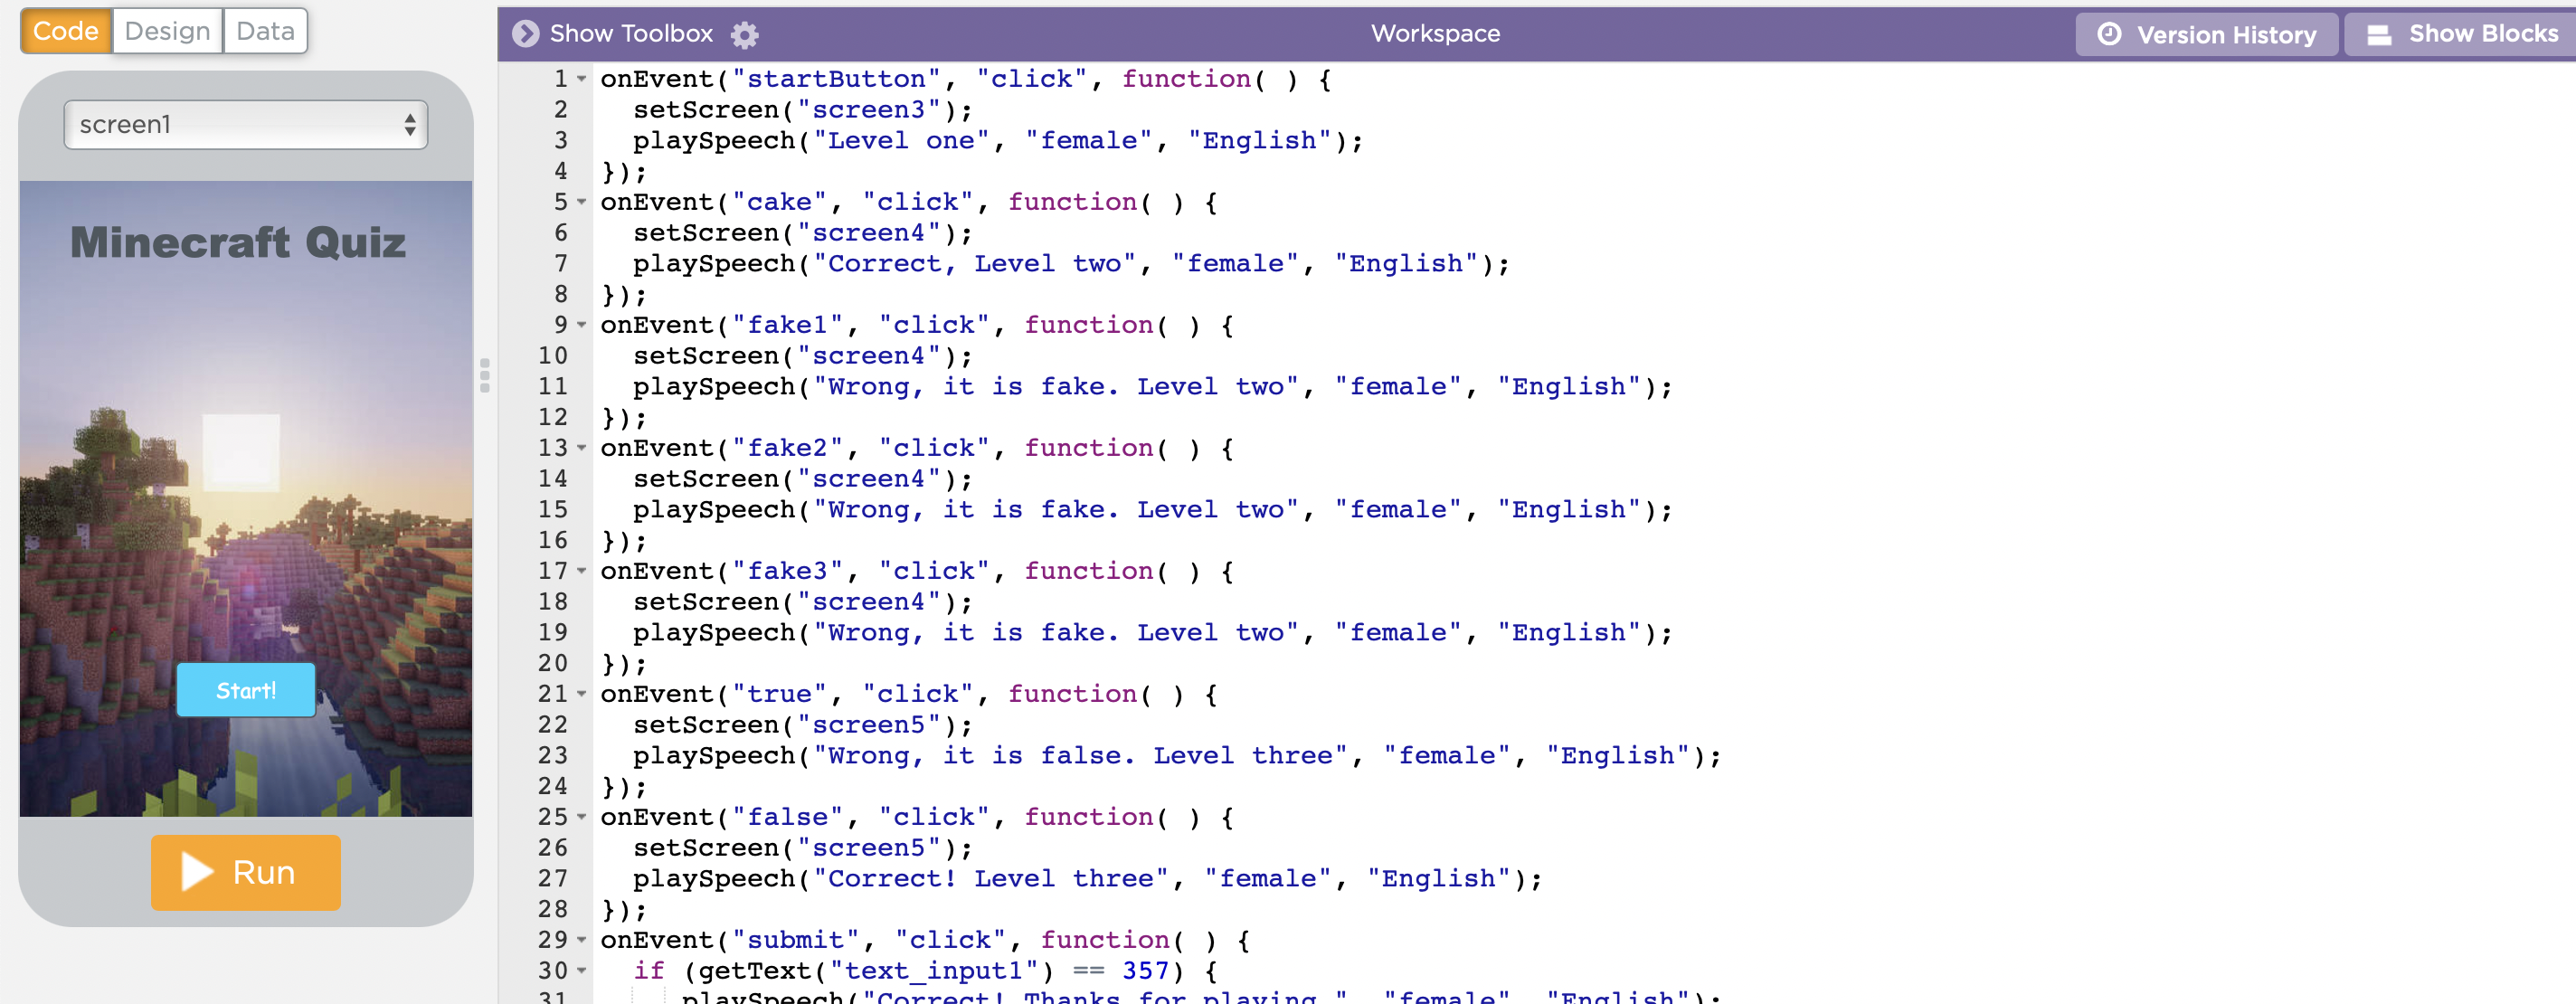 Code Design Data
Show Toolbox
Workspace
Version History
Show Blocks
screen1
Minecraft Quiz
Start!
Run
1 onEvent("startButton", "click", function( ) {
2 setScreen("screen3");
3 playSpeech("Level one", "female", "English");
4 });
5 onEvent("cake", "click", function( ) {
6 setScreen("screen4");
7 playSpeech("Correct, Level two", "female", "English");
8 });
9 onEvent("fake1", "click", function( ) {
10 setScreen("screen4");
11 playSpeech("Wrong, it is fake. Level two", "female", "English");
12 });
13 onEvent("fake2", "click", function( ) {
14 setScreen("screen4");
15 playSpeech("Wrong, it is fake. Level two", "female", "English");
16 });
17 onEvent("fake3", "click", function( ) {
18 setScreen("screen4");
19 playSpeech("Wrong, it is fake. Level two", "female", "English");
20 });
21 onEvent("true", "click", function( ) {
22 setScreen("screen5");
23 playSpeech("Wrong, it is false. Level three", "female", "English");
24 });
25 onEvent("false", "click", function( ) {
26 setScreen("screen5");
27 playSpeech("Correct! Level three", "female", "English");
28 });
29 onEvent("submit", "click", function( ) {
30 if (getText("text_input1") == 357) {
31 playSpeech("Correct! Thanks for playing.", "female", "English");